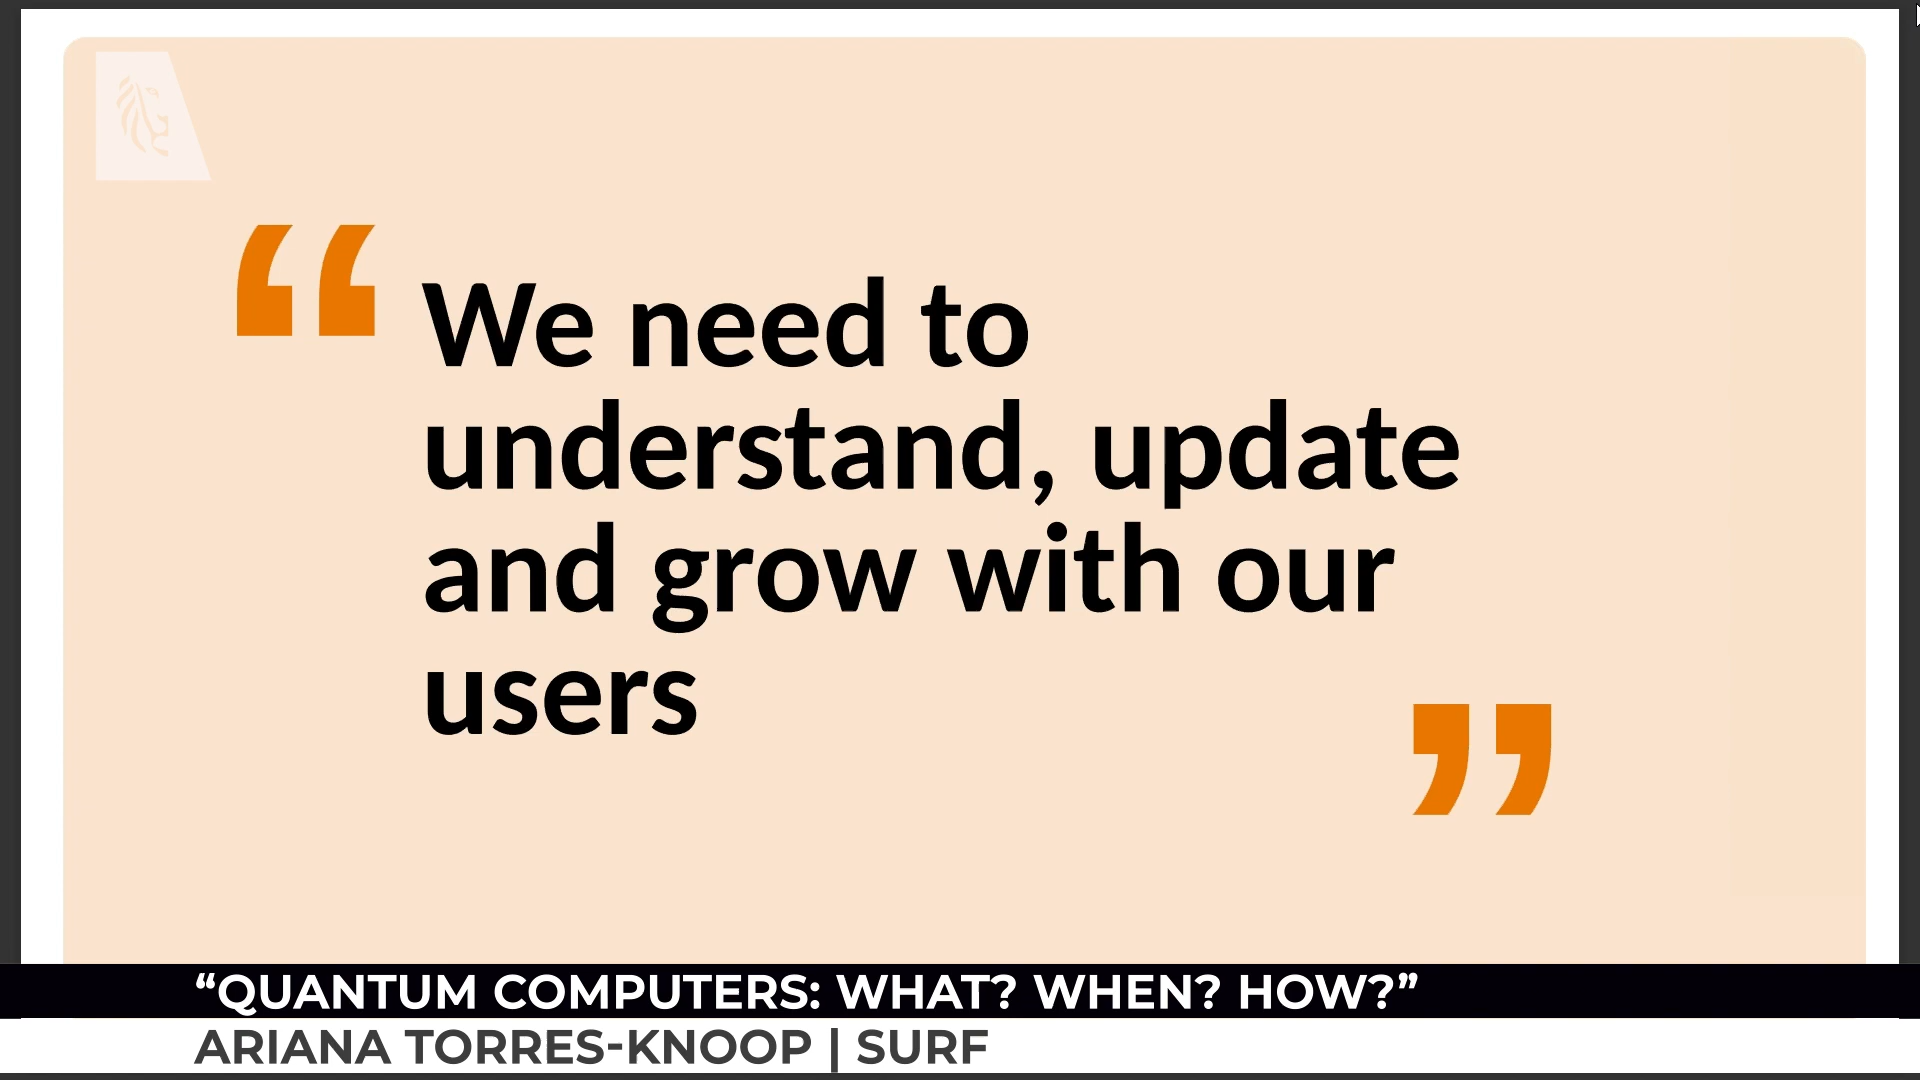 “We need to
understand, update
and grow with our
users”
“QUANTUM COMPUTERS: WHAT? WHEN? HOW?”
ARIANA TORRES-KNOOP | SURF